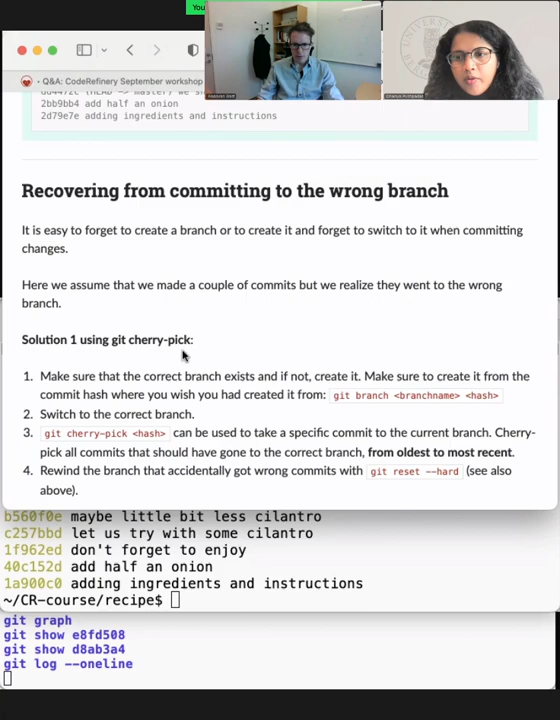 You
Q&A: CodeRefinery September workshop
2bb9bb4 add half an onion
2d79e7e adding ingredients and instructions
Recovering from committing to the wrong branch
It is easy to forget to create a branch or to create it and forget to switch to it when committing
changes.
Here we assume that we made a couple of commits but we realize they went to the wrong
branch.
Solution 1 using git cherry-pick:
1. Make sure that the correct branch exists and if not, create it. Make sure to create it from the
commit hash where you wish you had created it from: git branch <branchname> <hash>
2. Switch to the correct branch.
3. git cherry-pick <hash> can be used to take a specific commit to the current branch. Cherry-
pick all commits that should have gone to the correct branch, from oldest to most recent.
4. Rewind the branch that accidentally got wrong commits with git reset --hard (see also
above).
b560f0e maybe little bit less cilantro
c257bbd let us try with some cilantro
1f962ed don't forget to enjoy
40c152d add half an onion
1a900c0 adding ingredients and instructions
~/CR-course/recipe$
git graph
git show e8fd508
git show d8ab3a4
git log --oneline